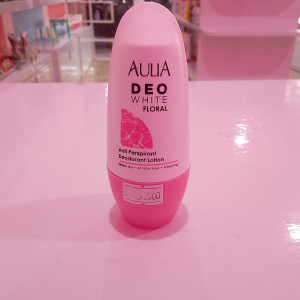 AULIA
DEO
WHITE
FLORAL
Anti Perspirant
Deodorant Lotion